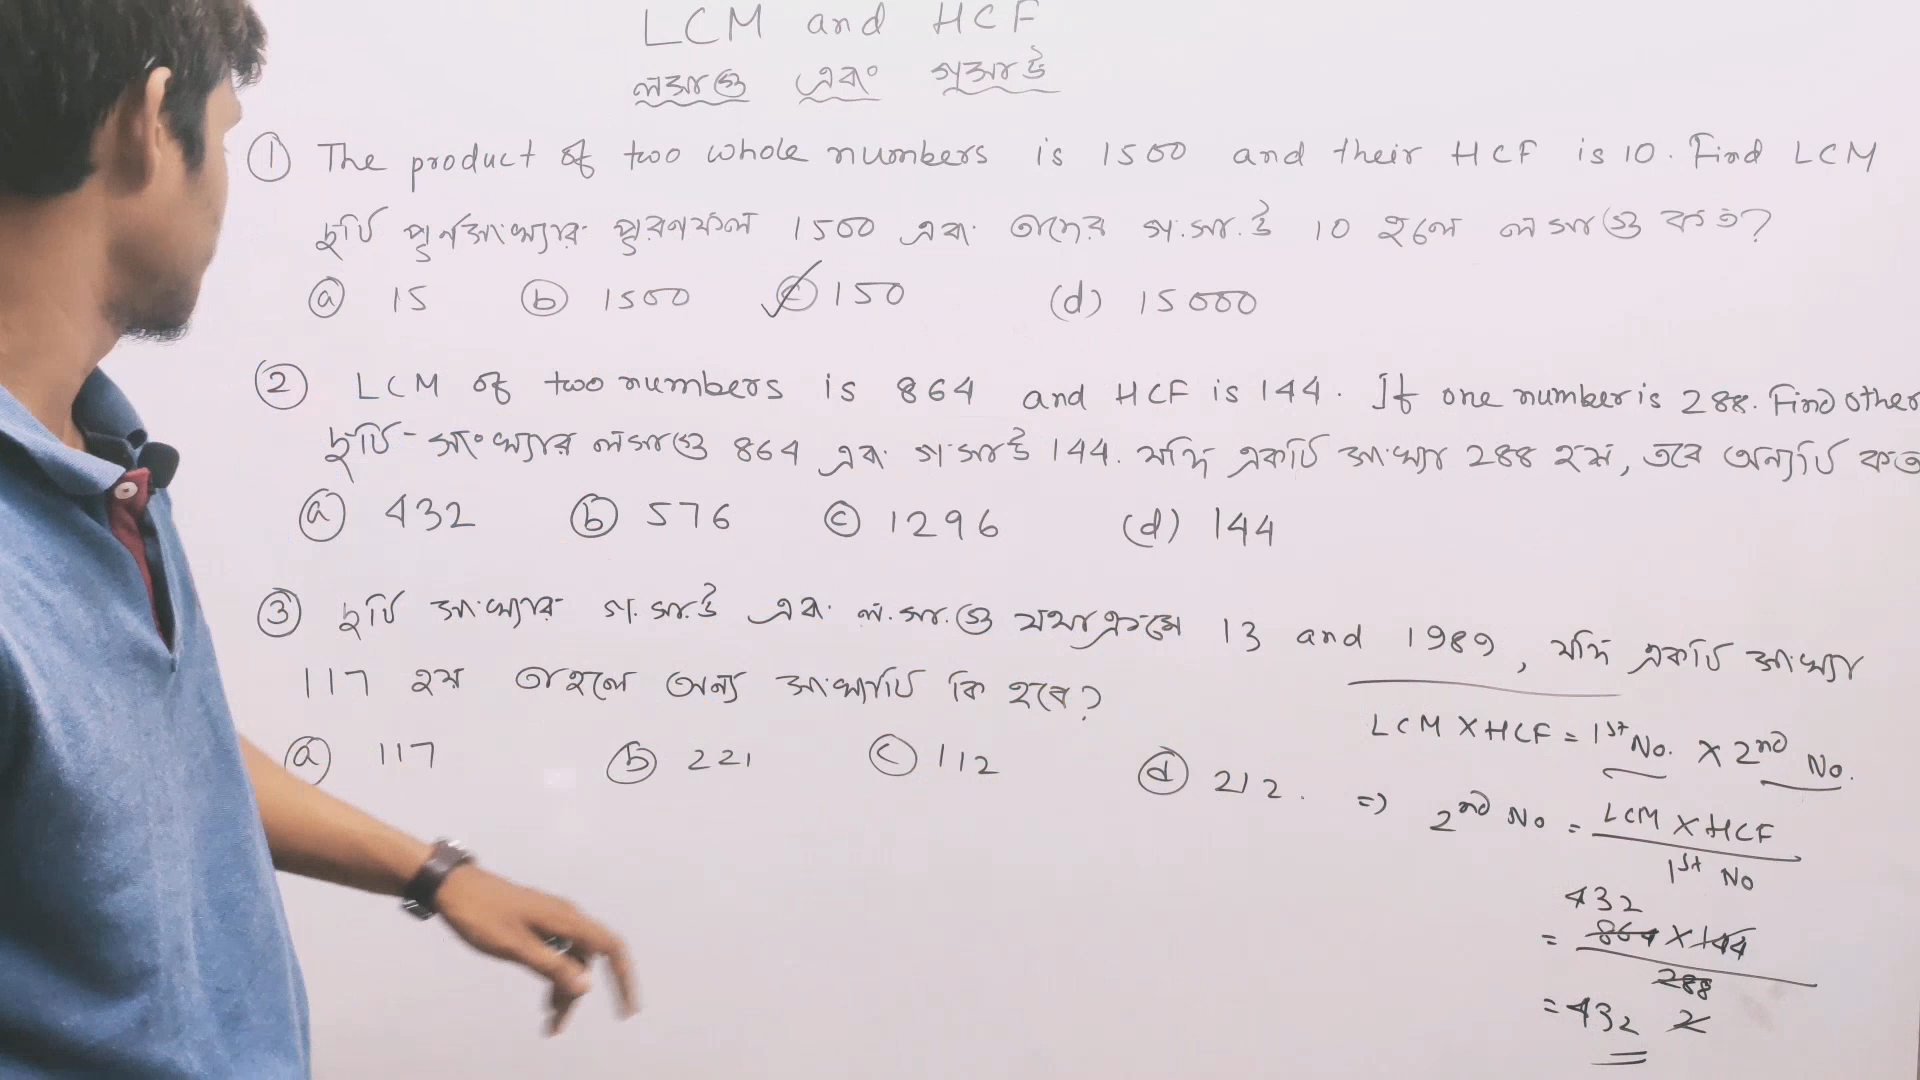 LCM and HCF
লসাগু এবং গসাউ
① The product of two whole numbers is 1500 and their HCF is 10. Find LCM
দুটি পূর্নসংখ্যার পুরনফল 1500 এবং তাদের গ.সা.উ 10 হলে লসাগু কত?
ⓐ 15 ⓑ 1500 ⓒ 150 (d) 15000
② LCM of two numbers is 864 and HCF is 144. If one number is 288. Find other
দুটি সংখ্যার লসাগু 864 এবং গসাউ 144. যদি একটি সংখ্যা 288 হয়, তবে অন্যটি কত
ⓐ 432 ⓑ 576 ⓒ 1296 (d) 144
③ দুটি সংখ্যার গ.সা.উ এবং ল.সা.গু যথাক্রমে 13 and 1989, যদি একটি সংখ্যা
117 হয় তাহলে অন্য সংখ্যাটি কি হবে?
ⓐ 117 ⓑ 221 ⓒ 112 ⓓ 212.
LCM X HCF = 1st No. X 2nd No.
=) 2nd No = LCM X HCF
1st No
432
= 864 X 144
288
= 432 2